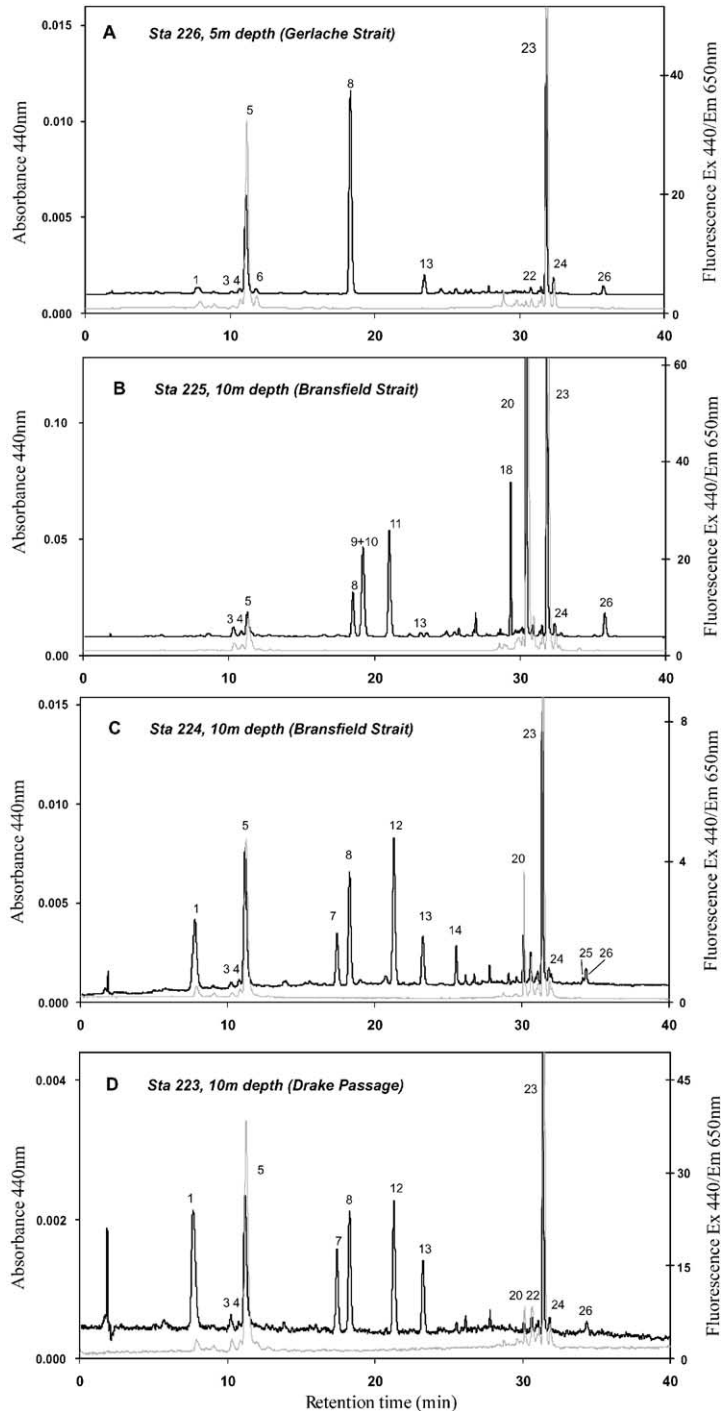 A Sta 226, 5m depth (Gerlache Strait)
Absorbance 440nm
Fluorescence Ex 440/Em 650nm
0.015
0.010
0.005
0.000
40
20
0
1 3 4 5 6 8 13 22 23 24 26
0 10 20 30 40
B Sta 225, 10m depth (Bransfield Strait)
Absorbance 440nm
Fluorescence Ex 440/Em 650nm
0.10
0.05
0.00
60
40
20
0
3 4 5 8 9+10 11 13 18 20 23 24 26
0 10 20 30 40
C Sta 224, 10m depth (Bransfield Strait)
Absorbance 440nm
Fluorescence Ex 440/Em 650nm
0.015
0.010
0.005
0.000
8
4
0
1 3 4 5 7 8 12 13 14 20 23 24 25 26
0 10 20 30 40
D Sta 223, 10m depth (Drake Passage)
Absorbance 440nm
Fluorescence Ex 440/Em 650nm
0.004
0.002
0.000
45
30
15
0
1 3 4 5 7 8 12 13 20 22 23 24 26
0 10 20 30 40
Retention time (min)